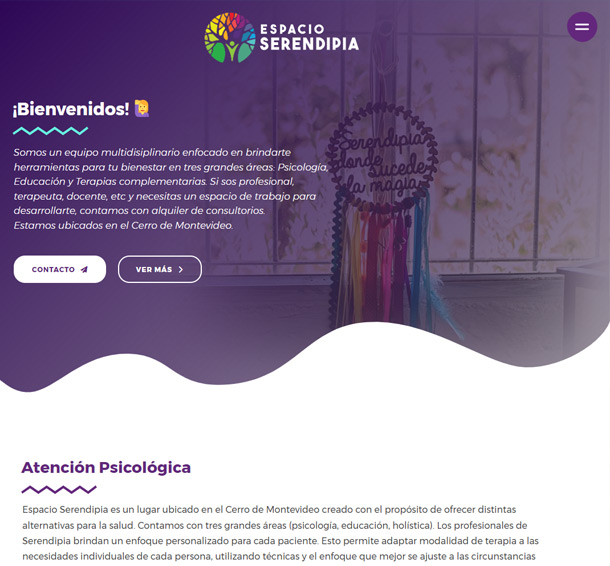 ESPACIO
SERENDIPIA
¡Bienvenidos! 🙋‍♀️
Somos un equipo multidisiplinario enfocado en brindarte
herramientas para tu bienestar en tres grandes áreas: Psicología,
Educación y Terapias complementarias. Si sos profesional,
terapeuta, docente, etc y necesitas un espacio de trabajo para
desarrollarte, contamos con alquiler de consultorios.
Estamos ubicados en el Cerro de Montevideo.
Serendipia
donde
sucede
la magia
CONTACTO
VER MÁS
Atención Psicológica
Espacio Serendipia es un lugar ubicado en el Cerro de Montevideo creado con el propósito de ofrecer distintas
alternativas para la salud. Contamos con tres grandes áreas (psicología, educación, holística). Los profesionales de
Serendipia brindan un enfoque personalizado para cada paciente. Esto permite adaptar modalidad de terapia a las
necesidades individuales de cada persona, utilizando técnicas y el enfoque que mejor se ajuste a las circunstancias